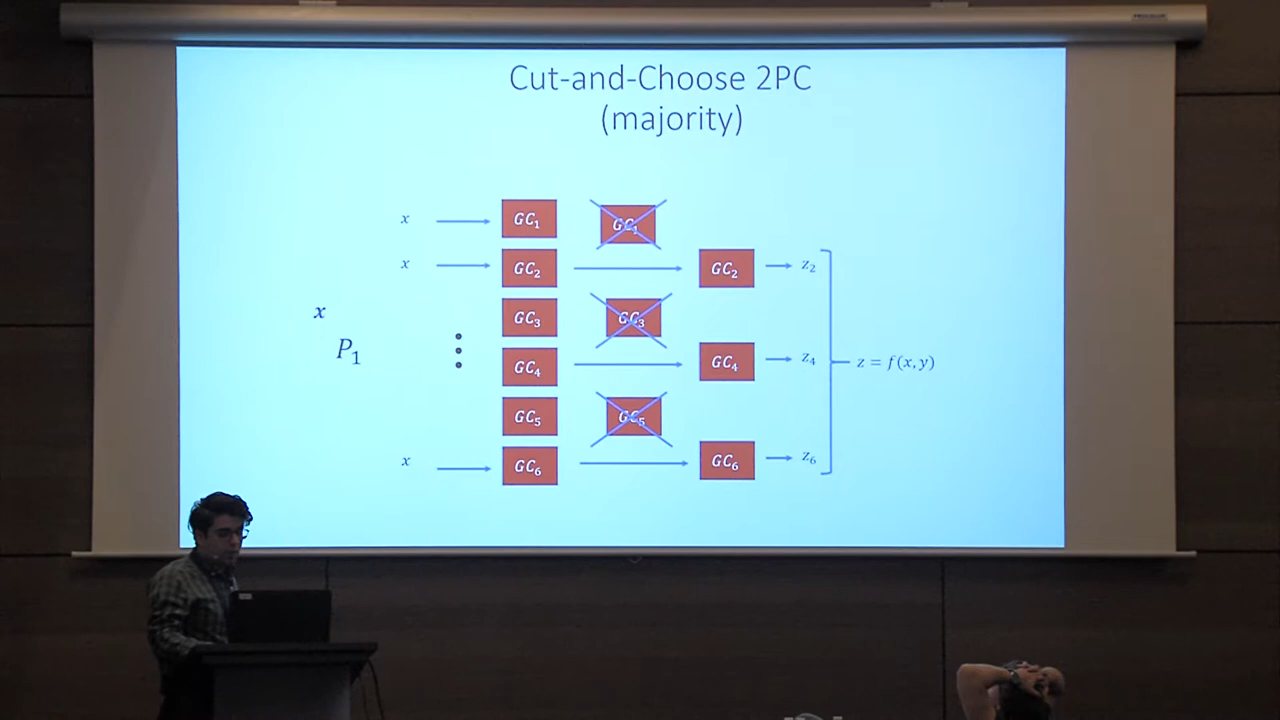 Cut-and-Choose 2PC
(majority)
x GC₁ GC₁
x GC₂ GC₂ z₂
GC₃ GC₃
x
P₁
GC₄ GC₄ z₄ z = f(x, y)
GC₅ GC₅
x GC₆ GC₆ z₆